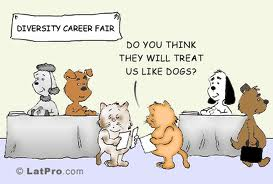 DIVERSITY CAREER FAIR
DO YOU THINK
THEY WILL TREAT
US LIKE DOGS?
© LatPro.com